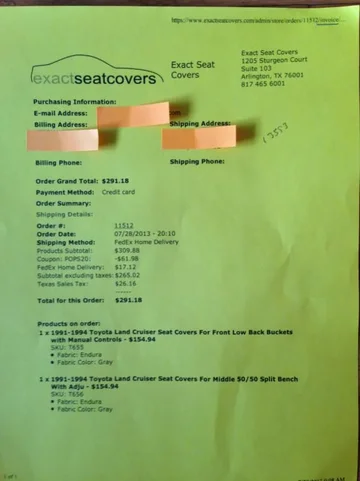 https://www.exactseatcovers.com/admin/store/orders/11512/invoice/...
exactseatcovers
Exact Seat
Covers
Exact Seat Covers
1205 Sturgeon Court
Suite 103
Arlington, TX 76001
817 465 6001
Purchasing Information:
E-mail Address:
Billing Address:
Shipping Address:
13553
Billing Phone:
Shipping Phone:
Order Grand Total: $291.18
Payment Method: Credit card
Order Summary:
Shipping Details:
Order #: 11512
Order Date: 07/28/2013 - 20:10
Shipping Method: FedEx Home Delivery
Products Subtotal: $309.88
Coupon: POPS20: -$61.98
FedEx Home Delivery: $17.12
Subtotal excluding taxes: $265.02
Texas Sales Tax: $26.16
------
Total for this Order: $291.18
Products on order:
1 x 1991-1994 Toyota Land Cruiser Seat Covers For Front Low Back Buckets
with Manual Controls - $154.94
SKU: T655
• Fabric: Endura
• Fabric Color: Gray
1 x 1991-1994 Toyota Land Cruiser Seat Covers For Middle 50/50 Split Bench
With Adju - $154.94
SKU: T656
• Fabric: Endura
• Fabric Color: Gray
1 of 1